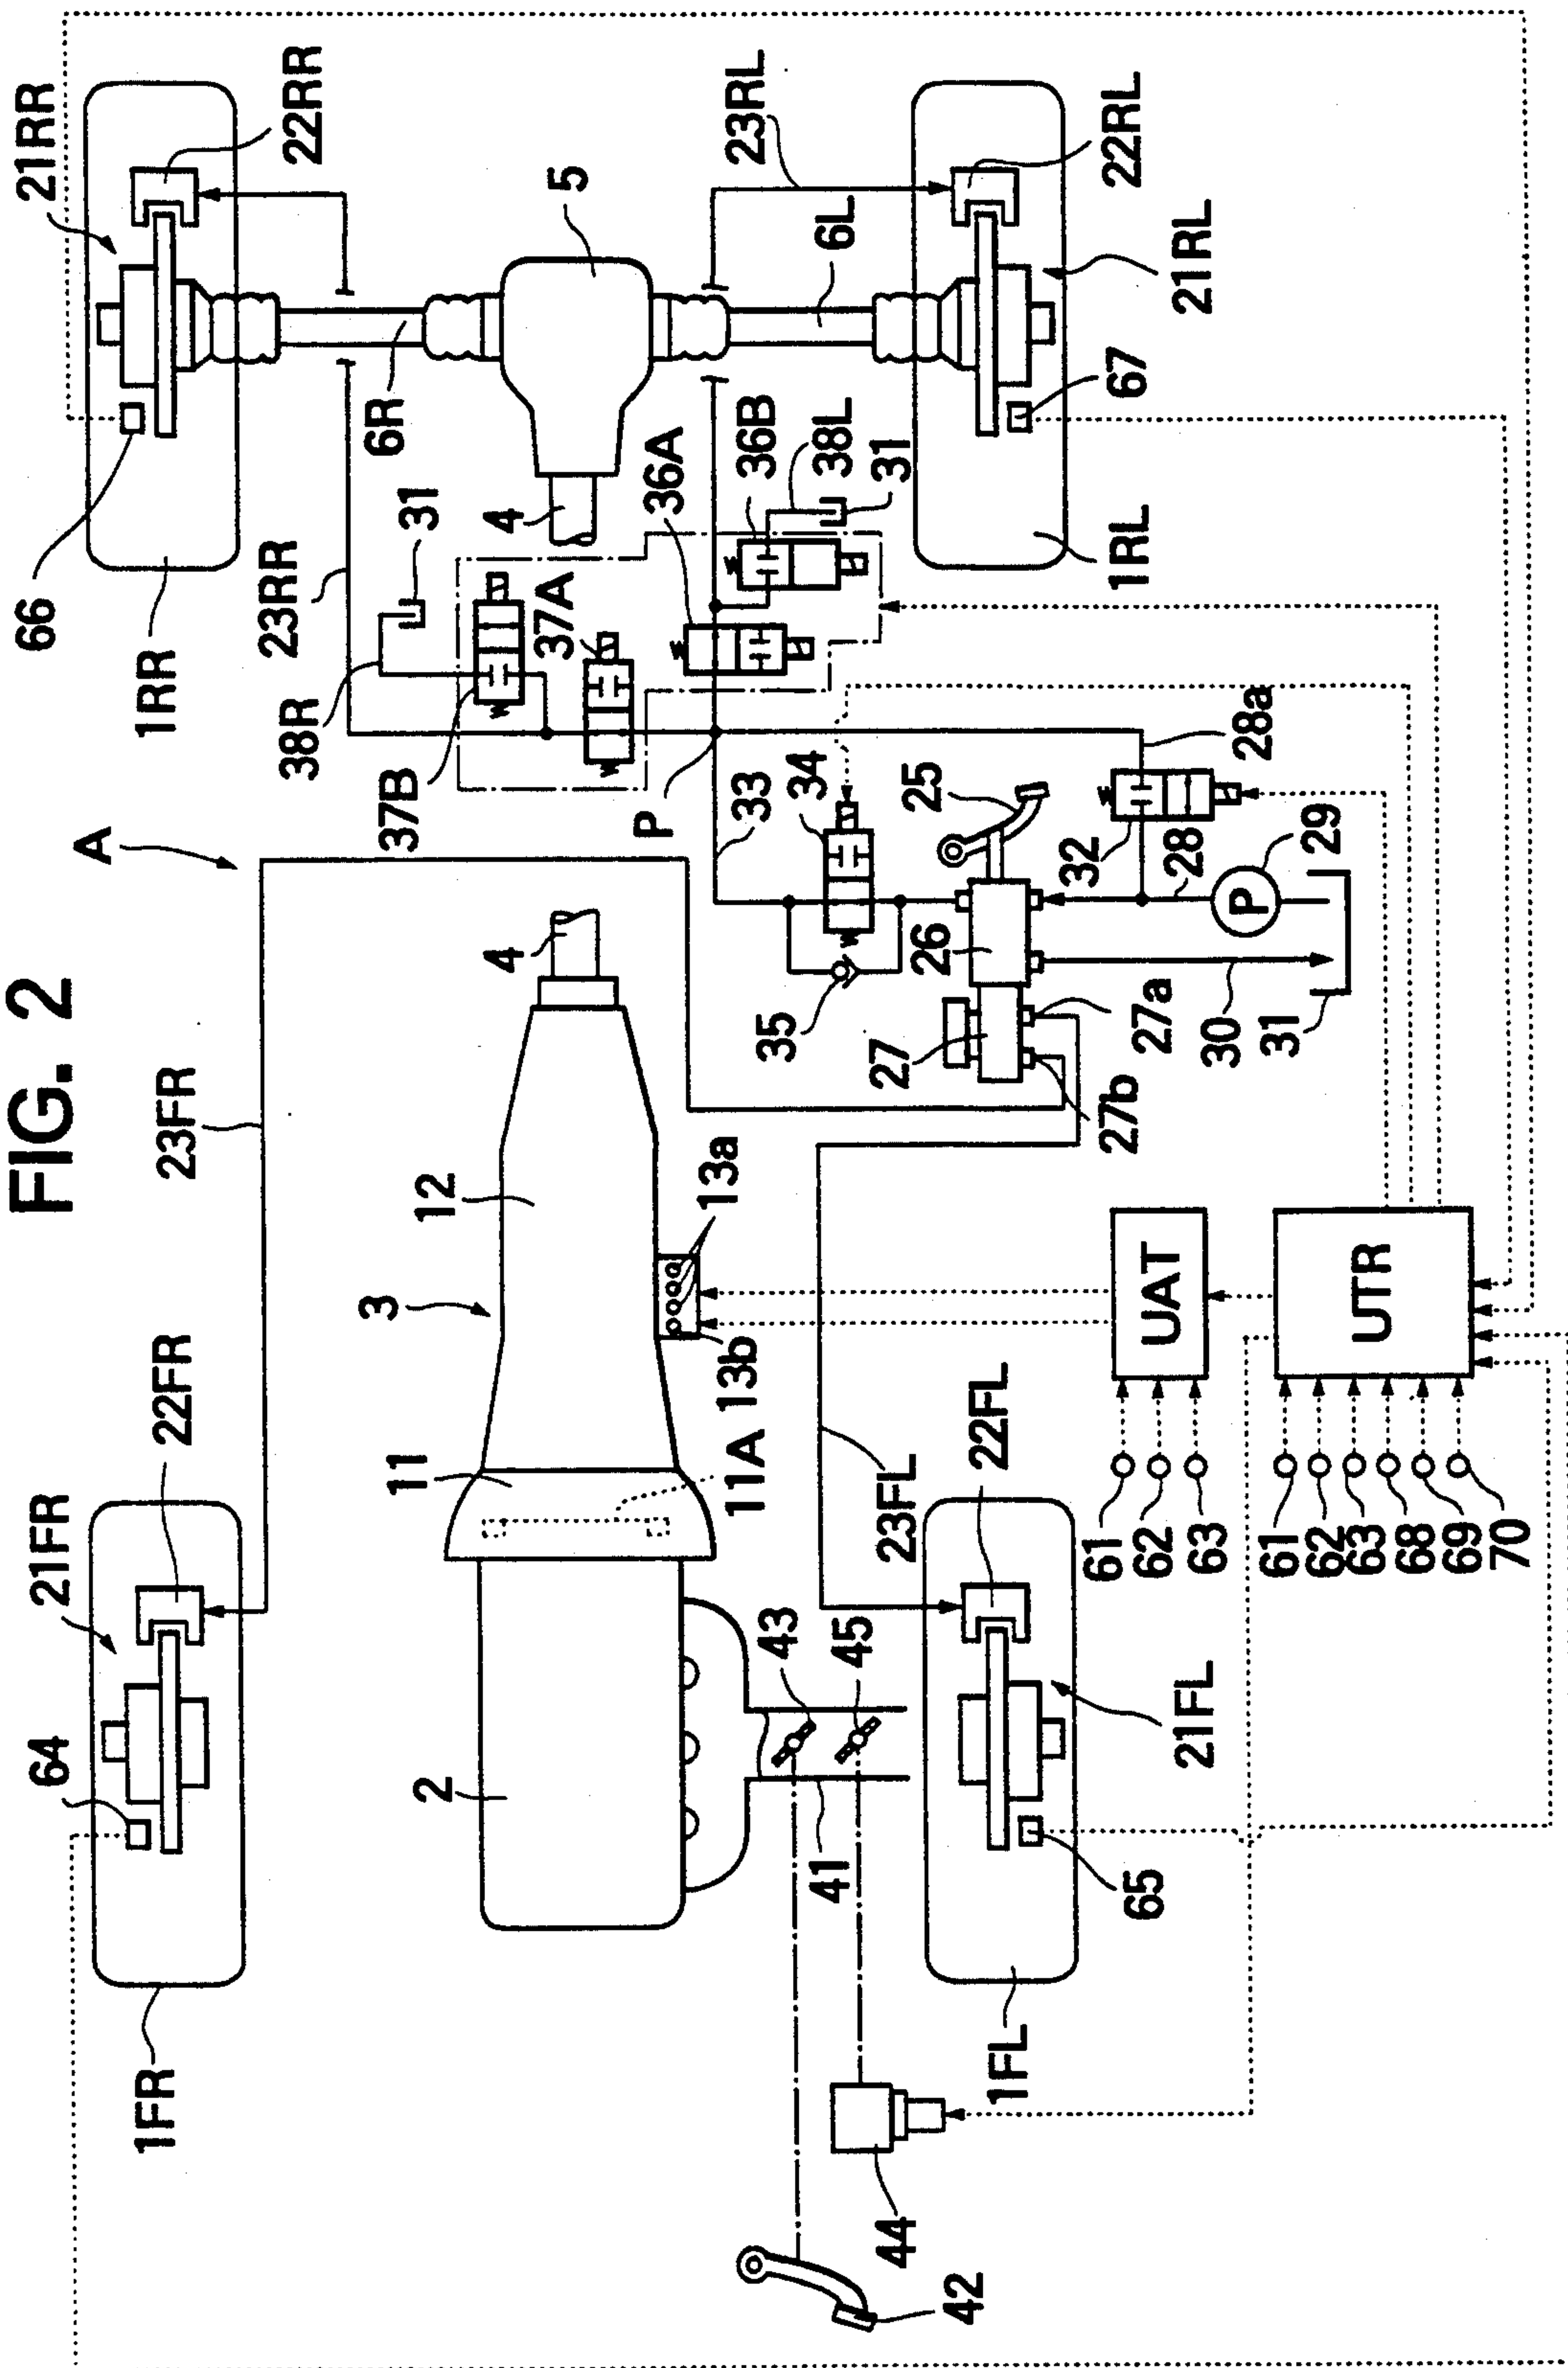 FIG. 2
A
1FR
64
21FR
22FR
23FR
1RR
66
21RR
22RR
23RR
38R
31
6R
37B
37A
4
5
36A
36B
38L
31
6L
23RL
22RL
21RL
67
1RL
P
33
34
35
25
26
27
27a
27b
28
28a
29
30
31
32
P
2
3
4
11
11A
12
13a
13b
23FL
22FL
21FL
65
1FL
41
42
43
44
45
UAT
UTR
61
62
63
61
62
63
68
69
70